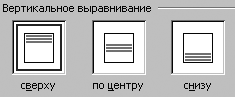 Вертикальное выравнивание
сверху по центру снизу